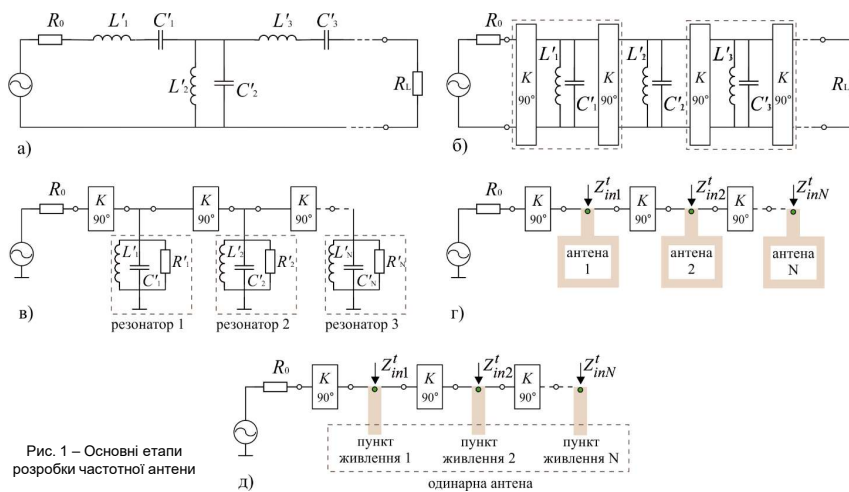 R₀ L'₁ C'₁ L'₃ C'₃
L'₂ C'₂ R_L
а)
R₀ K 90° L'₁ C'₁ K 90° L'₂ C'₂ K 90° L'₃ C'₃ K 90° R_L
б)
R₀ K 90° K 90° K 90°
L'₁ C'₁ R'₁ L'₂ C'₂ R'₂ L'_N C'_N R'_N
в)
резонатор 1 резонатор 2 резонатор 3
R₀ K 90° Z^t_in1 K 90° Z^t_in2 K 90° Z^t_inN
антена 1
антена 2
антена N
г)
R₀ K 90° Z^t_in1 K 90° Z^t_in2 K 90° Z^t_inN
пункт живлення 1
пункт живлення 2
пункт живлення N
д)
одинарна антена
Рис. 1 – Основні етапи
розробки частотної антени